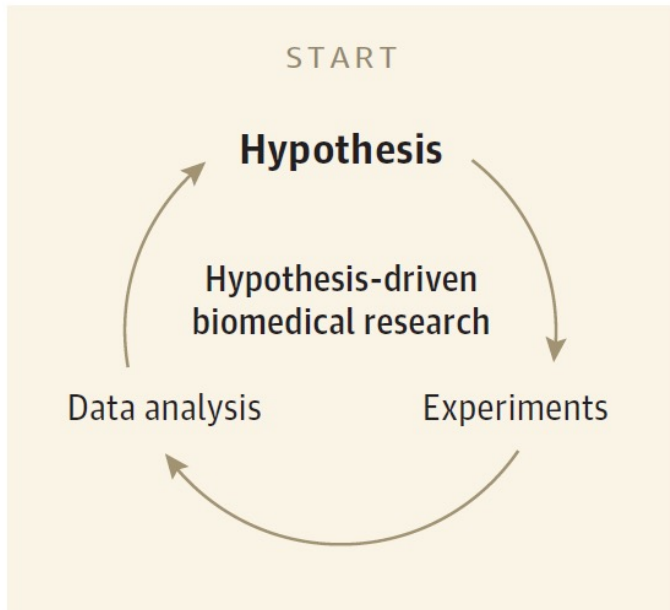 START
Hypothesis
Hypothesis-driven
biomedical research
Data analysis
Experiments